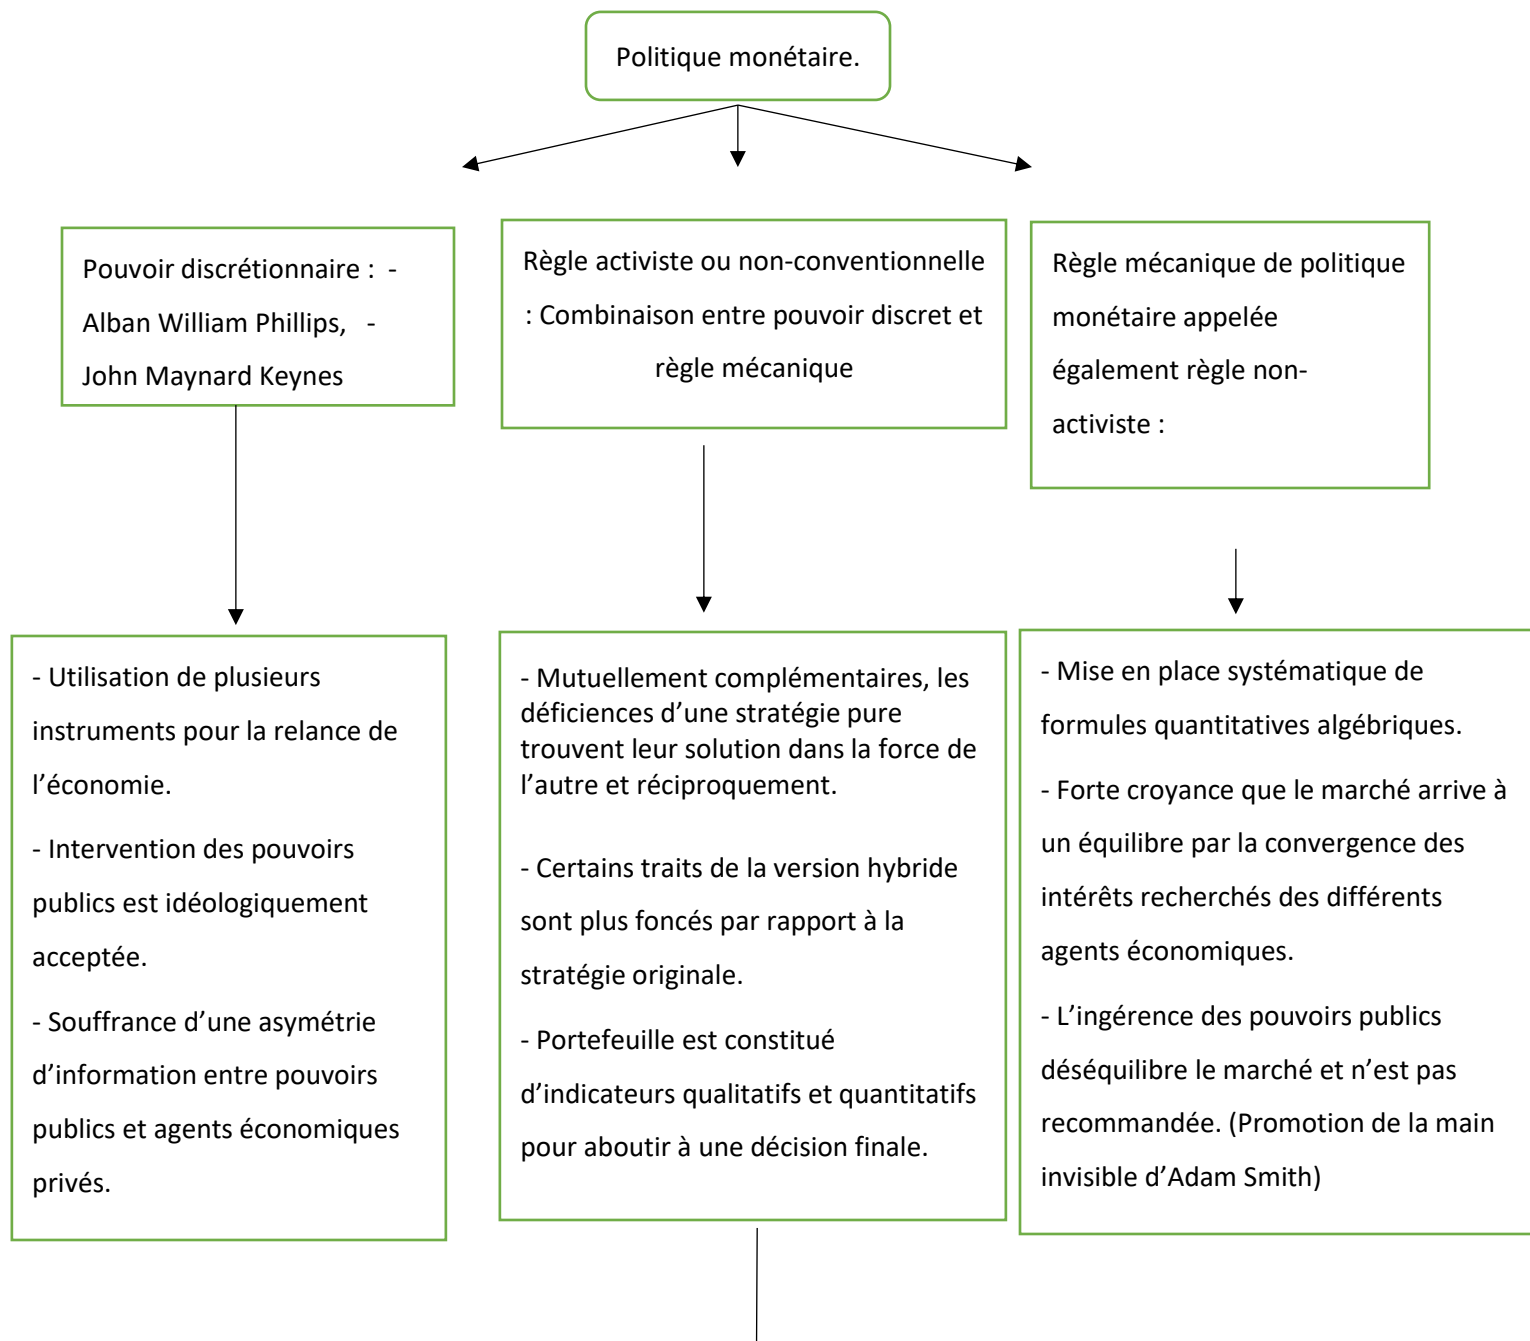 Politique monétaire.
Pouvoir discrétionnaire : -
Alban William Phillips, -
John Maynard Keynes
Règle activiste ou non-conventionnelle
: Combinaison entre pouvoir discret et
règle mécanique
Règle mécanique de politique
monétaire appelée
également règle non-
activiste :
- Utilisation de plusieurs
instruments pour la relance de
l’économie.
- Intervention des pouvoirs
publics est idéologiquement
acceptée.
- Souffrance d’une asymétrie
d’information entre pouvoirs
publics et agents économiques
privés.
- Mutuellement complémentaires, les
déficiences d’une stratégie pure
trouvent leur solution dans la force de
l’autre et réciproquement.
- Certains traits de la version hybride
sont plus foncés par rapport à la
stratégie originale.
- Portefeuille est constitué
d’indicateurs qualitatifs et quantitatifs
pour aboutir à une décision finale.
- Mise en place systématique de
formules quantitatives algébriques.
- Forte croyance que le marché arrive à
un équilibre par la convergence des
intérêts recherchés des différents
agents économiques.
- L’ingérence des pouvoirs publics
déséquilibre le marché et n’est pas
recommandée. (Promotion de la main
invisible d’Adam Smith)